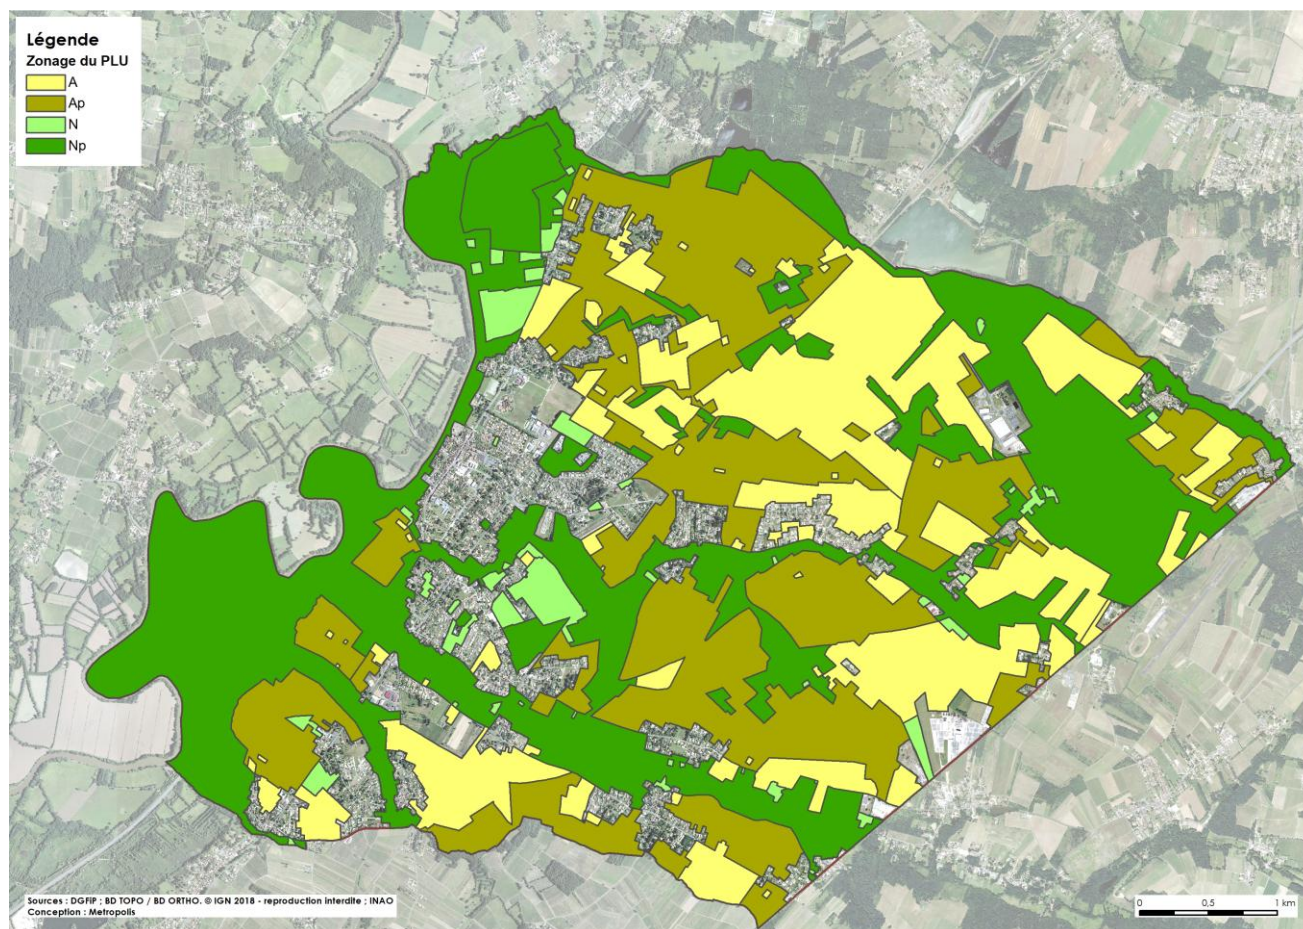 Légende
Zonage du PLU
A
Ap
N
Np
Sources : DGFiP ; BD TOPO / BD ORTHO. © IGN 2018 - reproduction interdite ; INAO
Conception : Metropolis
0 0,5 1 km